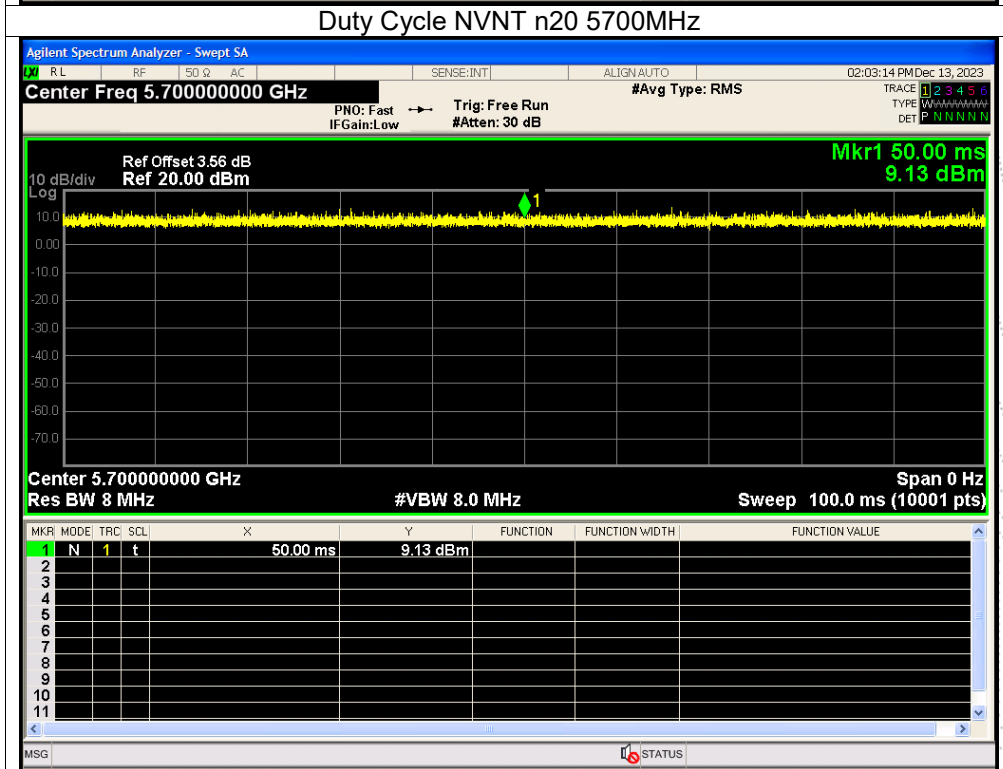 Duty Cycle NVNT n20 5700MHz
Agilent Spectrum Analyzer - Swept SA
LXI RL RF 50 Ω AC SENSE:INT ALIGN AUTO 02:03:14 PM Dec 13, 2023
Center Freq 5.700000000 GHz #Avg Type: RMS TRACE 1 2 3 4 5 6
PNO: Fast Trig: Free Run TYPE WWWWWW
IFGain:Low #Atten: 30 dB DET P N N N N N
Mkr1 50.00 ms
Ref Offset 3.56 dB
10 dB/div Ref 20.00 dBm 9.13 dBm
Log
1
10.0
0.00
-10.0
-20.0
-30.0
-40.0
-50.0
-60.0
-70.0
Center 5.700000000 GHz Span 0 Hz
Res BW 8 MHz #VBW 8.0 MHz Sweep 100.0 ms (10001 pts)
MKR MODE TRC SCL X Y FUNCTION FUNCTION WIDTH FUNCTION VALUE
1 N 1 t 50.00 ms 9.13 dBm
2
3
4
5
6
7
8
9
10
11
MSG STATUS